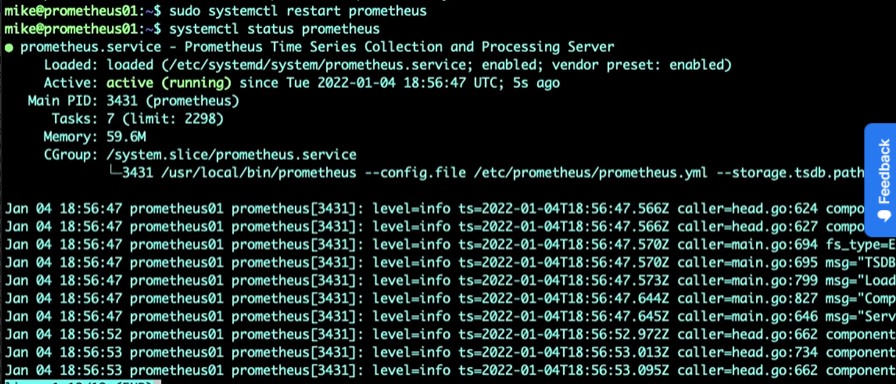 mike@prometheus01:~$ sudo systemctl restart prometheus
mike@prometheus01:~$ systemctl status prometheus
● prometheus.service - Prometheus Time Series Collection and Processing Server
Loaded: loaded (/etc/systemd/system/prometheus.service; enabled; vendor preset: enabled)
Active: active (running) since Tue 2022-01-04 18:56:47 UTC; 5s ago
Main PID: 3431 (prometheus)
Tasks: 7 (limit: 2298)
Memory: 59.6M
CGroup: /system.slice/prometheus.service
└─3431 /usr/local/bin/prometheus --config.file /etc/prometheus/prometheus.yml --storage.tsdb.path
Jan 04 18:56:47 prometheus01 prometheus[3431]: level=info ts=2022-01-04T18:56:47.566Z caller=head.go:624 compo
Jan 04 18:56:47 prometheus01 prometheus[3431]: level=info ts=2022-01-04T18:56:47.566Z caller=head.go:627 compo
Jan 04 18:56:47 prometheus01 prometheus[3431]: level=info ts=2022-01-04T18:56:47.570Z caller=main.go:694 fs_type=E
Jan 04 18:56:47 prometheus01 prometheus[3431]: level=info ts=2022-01-04T18:56:47.570Z caller=main.go:695 msg="TSDB
Jan 04 18:56:47 prometheus01 prometheus[3431]: level=info ts=2022-01-04T18:56:47.573Z caller=main.go:799 msg="Load
Jan 04 18:56:47 prometheus01 prometheus[3431]: level=info ts=2022-01-04T18:56:47.644Z caller=main.go:827 msg="Comp
Jan 04 18:56:47 prometheus01 prometheus[3431]: level=info ts=2022-01-04T18:56:47.645Z caller=main.go:646 msg="Serv
Jan 04 18:56:52 prometheus01 prometheus[3431]: level=info ts=2022-01-04T18:56:52.972Z caller=head.go:662 component
Jan 04 18:56:53 prometheus01 prometheus[3431]: level=info ts=2022-01-04T18:56:53.013Z caller=head.go:734 component
Jan 04 18:56:53 prometheus01 prometheus[3431]: level=info ts=2022-01-04T18:56:53.095Z caller=head.go:662 component
Feedback